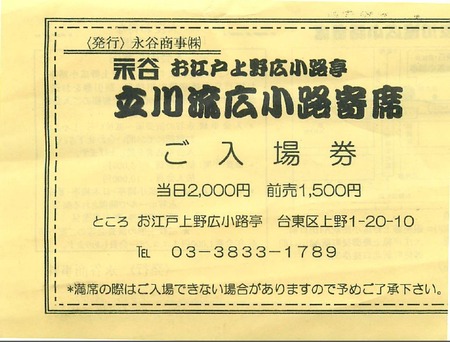 〈発行〉永谷商事㈱
永谷 お江戸上野広小路亭
立川流広小路寄席
ご入場券
当日2,000円 前売1,500円
ところ お江戸上野広小路亭 台東区上野1-20-10
℡ 03-3833-1789
*満席の際はご入場できない場合がありますので予めご了承下さい。